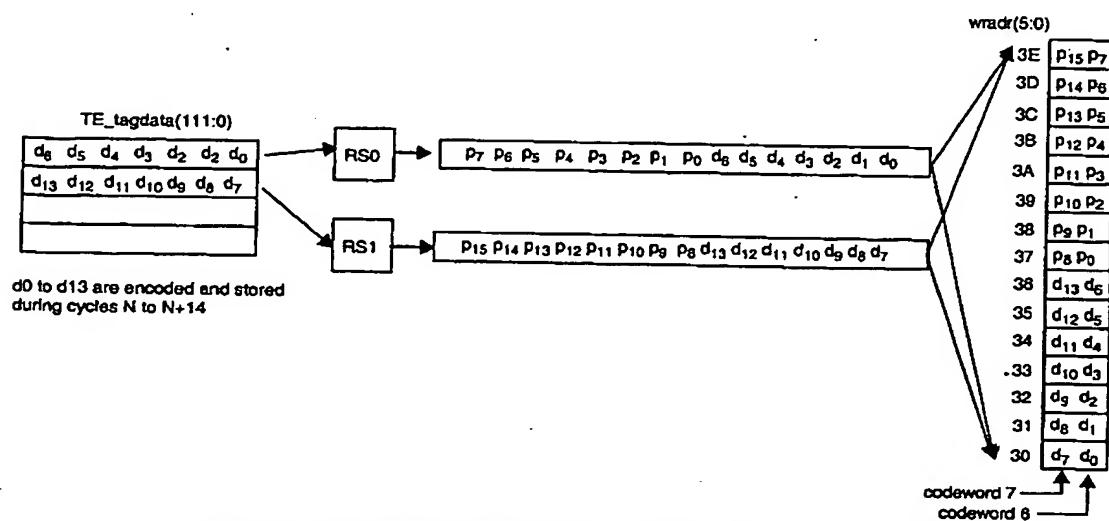 wradr(5:0)
3E p15 p7
3D p14 p6
3C p13 p5
3B p12 p4
3A p11 p3
39 p10 p2
38 p9 p1
37 p8 p0
36 d13 d6
35 d12 d5
34 d11 d4
.33 d10 d3
32 d9 d2
31 d8 d1
30 d7 d0
codeword 7
codeword 6
TE_tagdata(111:0)
d6 d5 d4 d3 d2 d2 d0
d13 d12 d11 d10 d9 d8 d7
RS0
p7 p6 p5 p4 p3 p2 p1 p0 d6 d5 d4 d3 d2 d1 d0
RS1
p15 p14 p13 p12 p11 p10 p9 p8 d13 d12 d11 d10 d9 d8 d7
d0 to d13 are encoded and stored
during cycles N to N+14